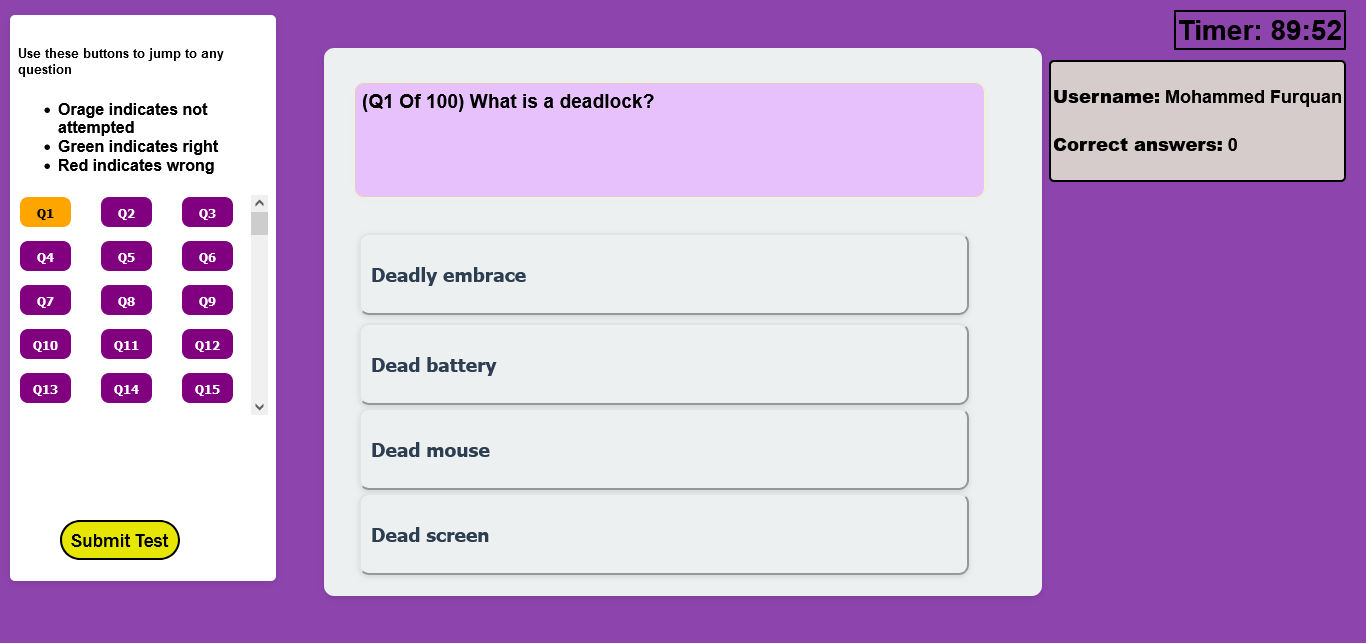 Use these buttons to jump to any
question
Orage indicates not
attempted
Green indicates right
Red indicates wrong
Q1 Q2 Q3
Q4 Q5 Q6
Q7 Q8 Q9
Q10 Q11 Q12
Q13 Q14 Q15
Submit Test
(Q1 Of 100) What is a deadlock?
Deadly embrace
Dead battery
Dead mouse
Dead screen
Timer: 89:52
Username: Mohammed Furquan
Correct answers: 0